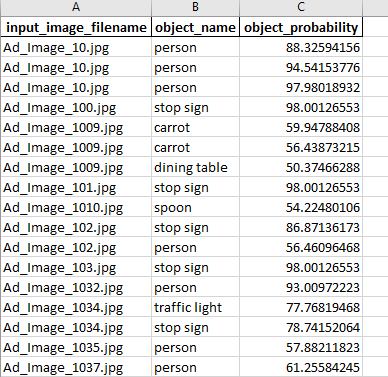 A B C
input_image_filename object_name object_probability
Ad_Image_10.jpg person 88.32594156
Ad_Image_10.jpg person 94.54153776
Ad_Image_10.jpg person 97.98018932
Ad_Image_100.jpg stop sign 98.00126553
Ad_Image_1009.jpg carrot 59.94788408
Ad_Image_1009.jpg carrot 56.43873215
Ad_Image_1009.jpg dining table 50.37466288
Ad_Image_101.jpg stop sign 98.00126553
Ad_Image_1010.jpg spoon 54.22480106
Ad_Image_102.jpg stop sign 86.87136173
Ad_Image_102.jpg person 56.46096468
Ad_Image_103.jpg stop sign 98.00126553
Ad_Image_1032.jpg person 93.00972223
Ad_Image_1034.jpg traffic light 77.76819468
Ad_Image_1034.jpg stop sign 78.74152064
Ad_Image_1035.jpg person 57.88211823
Ad_Image_1037.jpg person 61.25584245